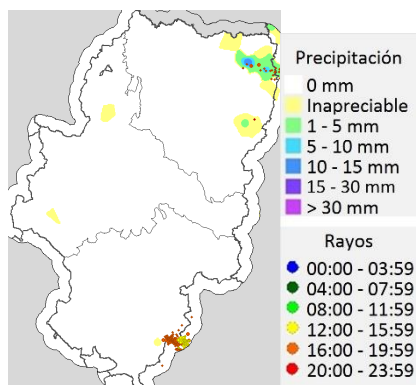 Precipitación
0 mm
Inapreciable
1 - 5 mm
5 - 10 mm
10 - 15 mm
15 - 30 mm
> 30 mm
Rayos
00:00 - 03:59
04:00 - 07:59
08:00 - 11:59
12:00 - 15:59
16:00 - 19:59
20:00 - 23:59